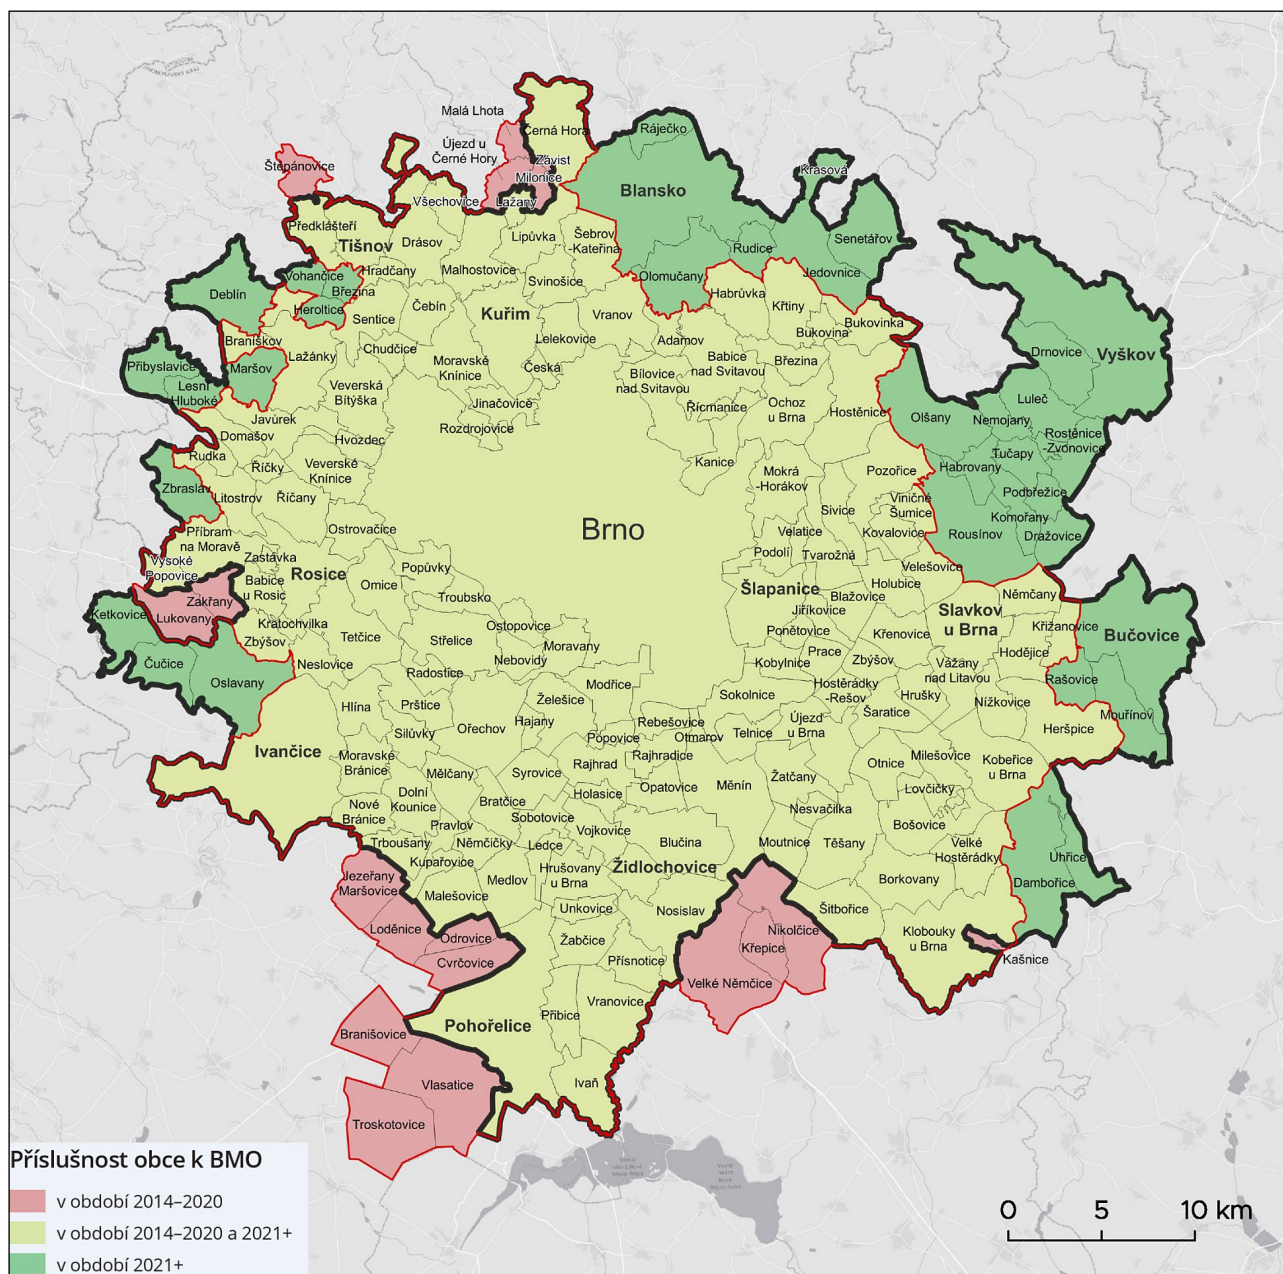 Malá Lhota
Černá Hora
Ráječko
Újezd u
Černé Hory
Závist
Štěpánovice
Milonice
Krasová
Blansko
Všechovice
Lažany
Předklášteří
Tišnov
Drásov
Lipůvka
Šebrov
-Kateřina
Rudice
Senetářov
Hradčany
Malhostovice
Svinošice
Olomučany
Jedovnice
Vohančice
Březina
Deblín
Heroltice
Sentice
Čebín
Kuřim
Vranov
Habrůvka
Křtiny
Bukovina
Bukovinka
Braníškov
Lažánky
Chudčice
Lelekovice
Adamov
Drnovice
Vyškov
Přibyslavice
Maršov
Moravské
Knínice
Česká
Bílovice
nad Svitavou
Babice
nad Svitavou
Březina
Lesní
Hluboké
Veverská
Bítýška
Jinačovice
Řícmanice
Ochoz
u Brna
Hostěnice
Olšany
Luleč
Nemojany
Javůrek
Domašov
Hvozdec
Rozdrojovice
Rostěnice
-Zvonovice
Rudka
Říčky
Veverské
Knínice
Kanice
Mokrá
-Horákov
Pozořice
Habrovany
Tučapy
Zbraslav
Litostrov
Říčany
Viničné
Šumice
Podbřežice
Sivice
Komořany
Příbram
na Moravě
Ostrovačice
Brno
Velatice
Kovalovice
Rousínov
Dražovice
Vysoké
Popovice
Zastávka
Babice
u Rosic
Rosice
Omice
Popůvky
Podolí
Tvarožná
Velešovice
Zakřany
Lukovany
Troubsko
Šlapanice
Holubice
Blažovice
Jiříkovice
Slavkov
u Brna
Němčany
Ketkovice
Kratochvilka
Zbýšov
Tetčice
Střelice
Ostopovice
Ponětovice
Křenovice
Křižanovice
Bučovice
Čučice
Neslovice
Nebovidy
Moravany
Prace
Zbýšov
Hodějice
Oslavany
Radostice
Modřice
Kobylnice
Vážany
nad Litavou
Rašovice
Hlína
Prštice
Želešice
Sokolnice
Hostěrádky
-Rešov
Hrušky
Nížkovice
Mouřínov
Silůvky
Ořechov
Hajany
Rebešovice
Šaratice
Heršpice
Ivančice
Popovice
Otmarov
Telnice
Újezd
u Brna
Moravské
Bránice
Mělčany
Syrovice
Rajhrad
Rajhradice
Otnice
Milešovice
Kobeřice
u Brna
Žatčany
Dolní
Kounice
Bratčice
Holasice
Opatovice
Měnín
Lovčičky
Nové
Bránice
Sobotovice
Nesvačilka
Pravlov
Vojkovice
Bošovice
Trboušany
Němčičky
Ledce
Blučina
Moutnice
Těšany
Velké
Hostěrádky
Uhřice
Kupařovice
Hrušovany
u Brna
Židlochovice
Jezeřany
Maršovice
Malešovice
Medlov
Borkovany
Dambořice
Unkovice
Nosislav
Šitbořice
Loděnice
Odrovice
Žabčice
Nikolčice
Klobouky
u Brna
Cvrčovice
Přísnotice
Křepice
Kašnice
Velké Němčice
Vranovice
Přibice
Pohořelice
Branišovice
Vlasatice
Ivaň
Troskotovice
Příslušnost obce k BMO
v období 2014–2020
v období 2014–2020 a 2021+
v období 2021+
0 5 10 km